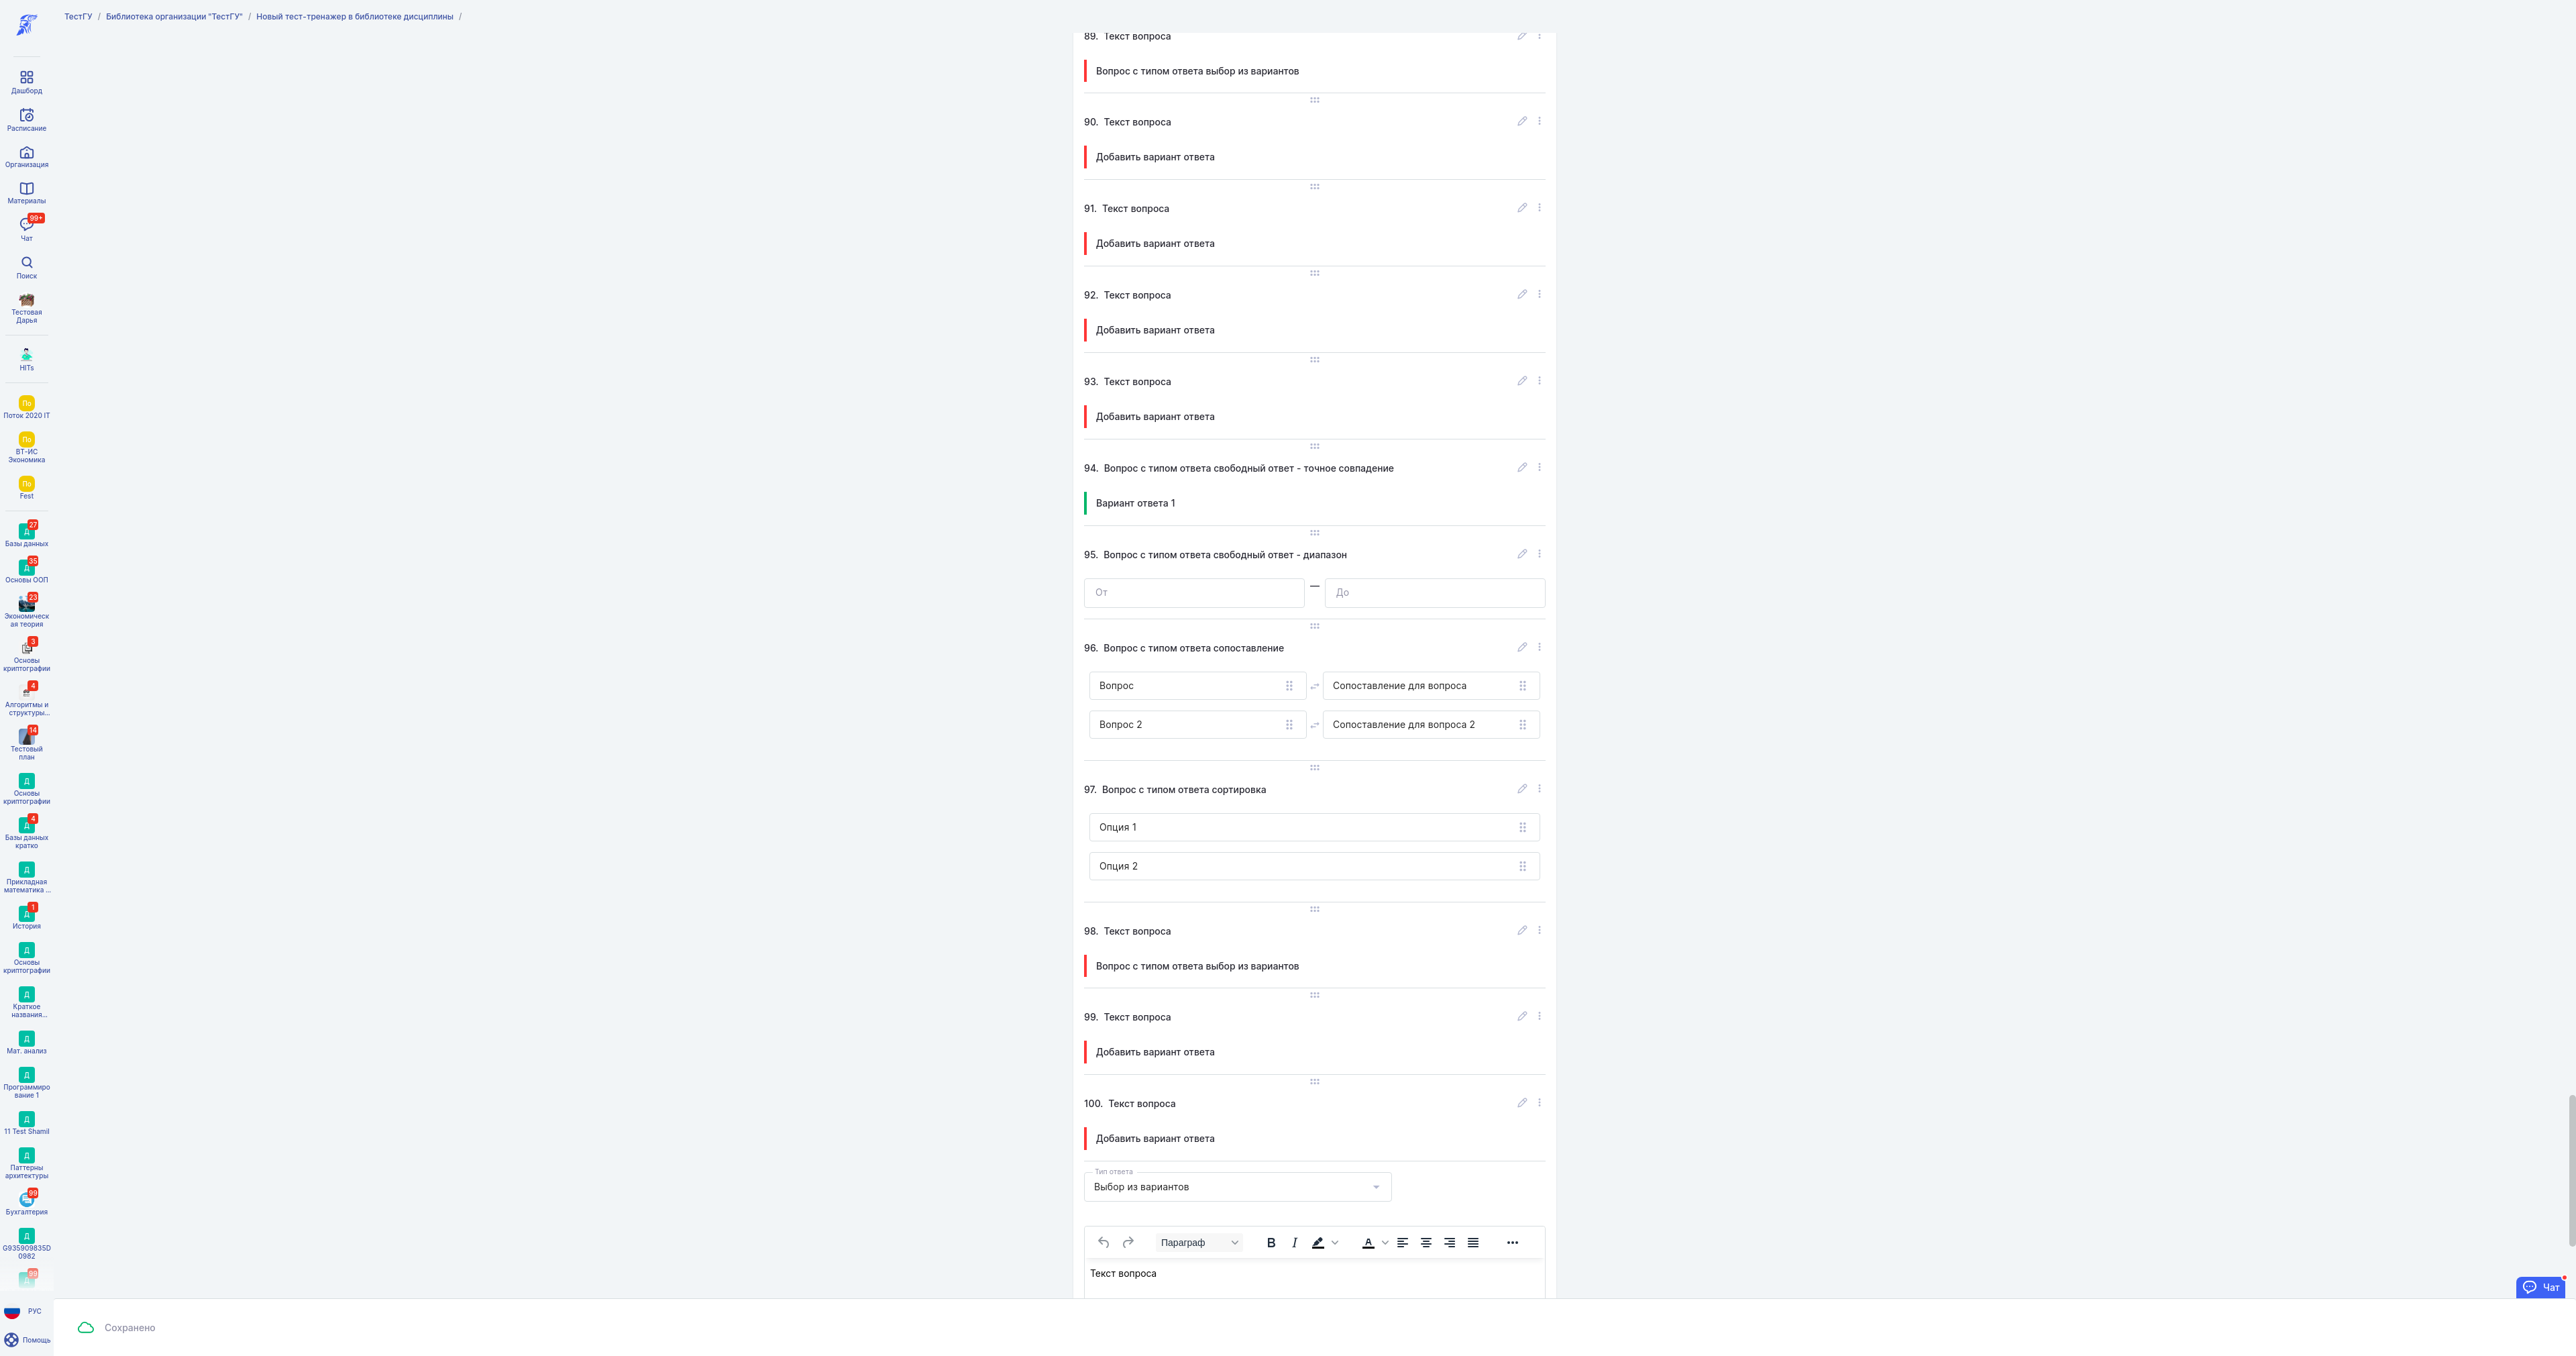 ТестГУ / Библиотека организации "ТестГУ" / Новый тест-тренажер в библиотеке дисциплины /
Дашборд
Расписание
Организация
Материалы
99+
Чат
Поиск
Тестовая
Дарья
HITs
По
Поток 2020 IT
По
ВТ-ИС
Экономика
По
Fest
27
Д
Базы данных
35
Д
Основы ООП
23
Экономическ
ая теория
3
Основы
криптографии
4
Алгоритмы и
структуры...
14
Тестовый
план
Д
Основы
криптографии
4
Д
Базы данных
кратко
Д
Прикладная
математика ...
1
Д
История
Д
Основы
криптографии
Д
Краткое
названия...
Д
Мат. анализ
Д
Программиро
вание 1
Д
11 Test Shamil
Д
Паттерны
архитектуры
99
Бухгалтерия
Д
G935909835D
0982
99
Д
РУС
Помощь
89. Текст вопроса
Вопрос с типом ответа выбор из вариантов
90. Текст вопроса
Добавить вариант ответа
91. Текст вопроса
Добавить вариант ответа
92. Текст вопроса
Добавить вариант ответа
93. Текст вопроса
Добавить вариант ответа
94. Вопрос с типом ответа свободный ответ - точное совпадение
Вариант ответа 1
95. Вопрос с типом ответа свободный ответ - диапазон
От — До
96. Вопрос с типом ответа сопоставление
Вопрос Сопоставление для вопроса
Вопрос 2 Сопоставление для вопроса 2
97. Вопрос с типом ответа сортировка
Опция 1
Опция 2
98. Текст вопроса
Вопрос с типом ответа выбор из вариантов
99. Текст вопроса
Добавить вариант ответа
100. Текст вопроса
Добавить вариант ответа
Тип ответа
Выбор из вариантов
Параграф B I A ...
Текст вопроса
Чат
Сохранено